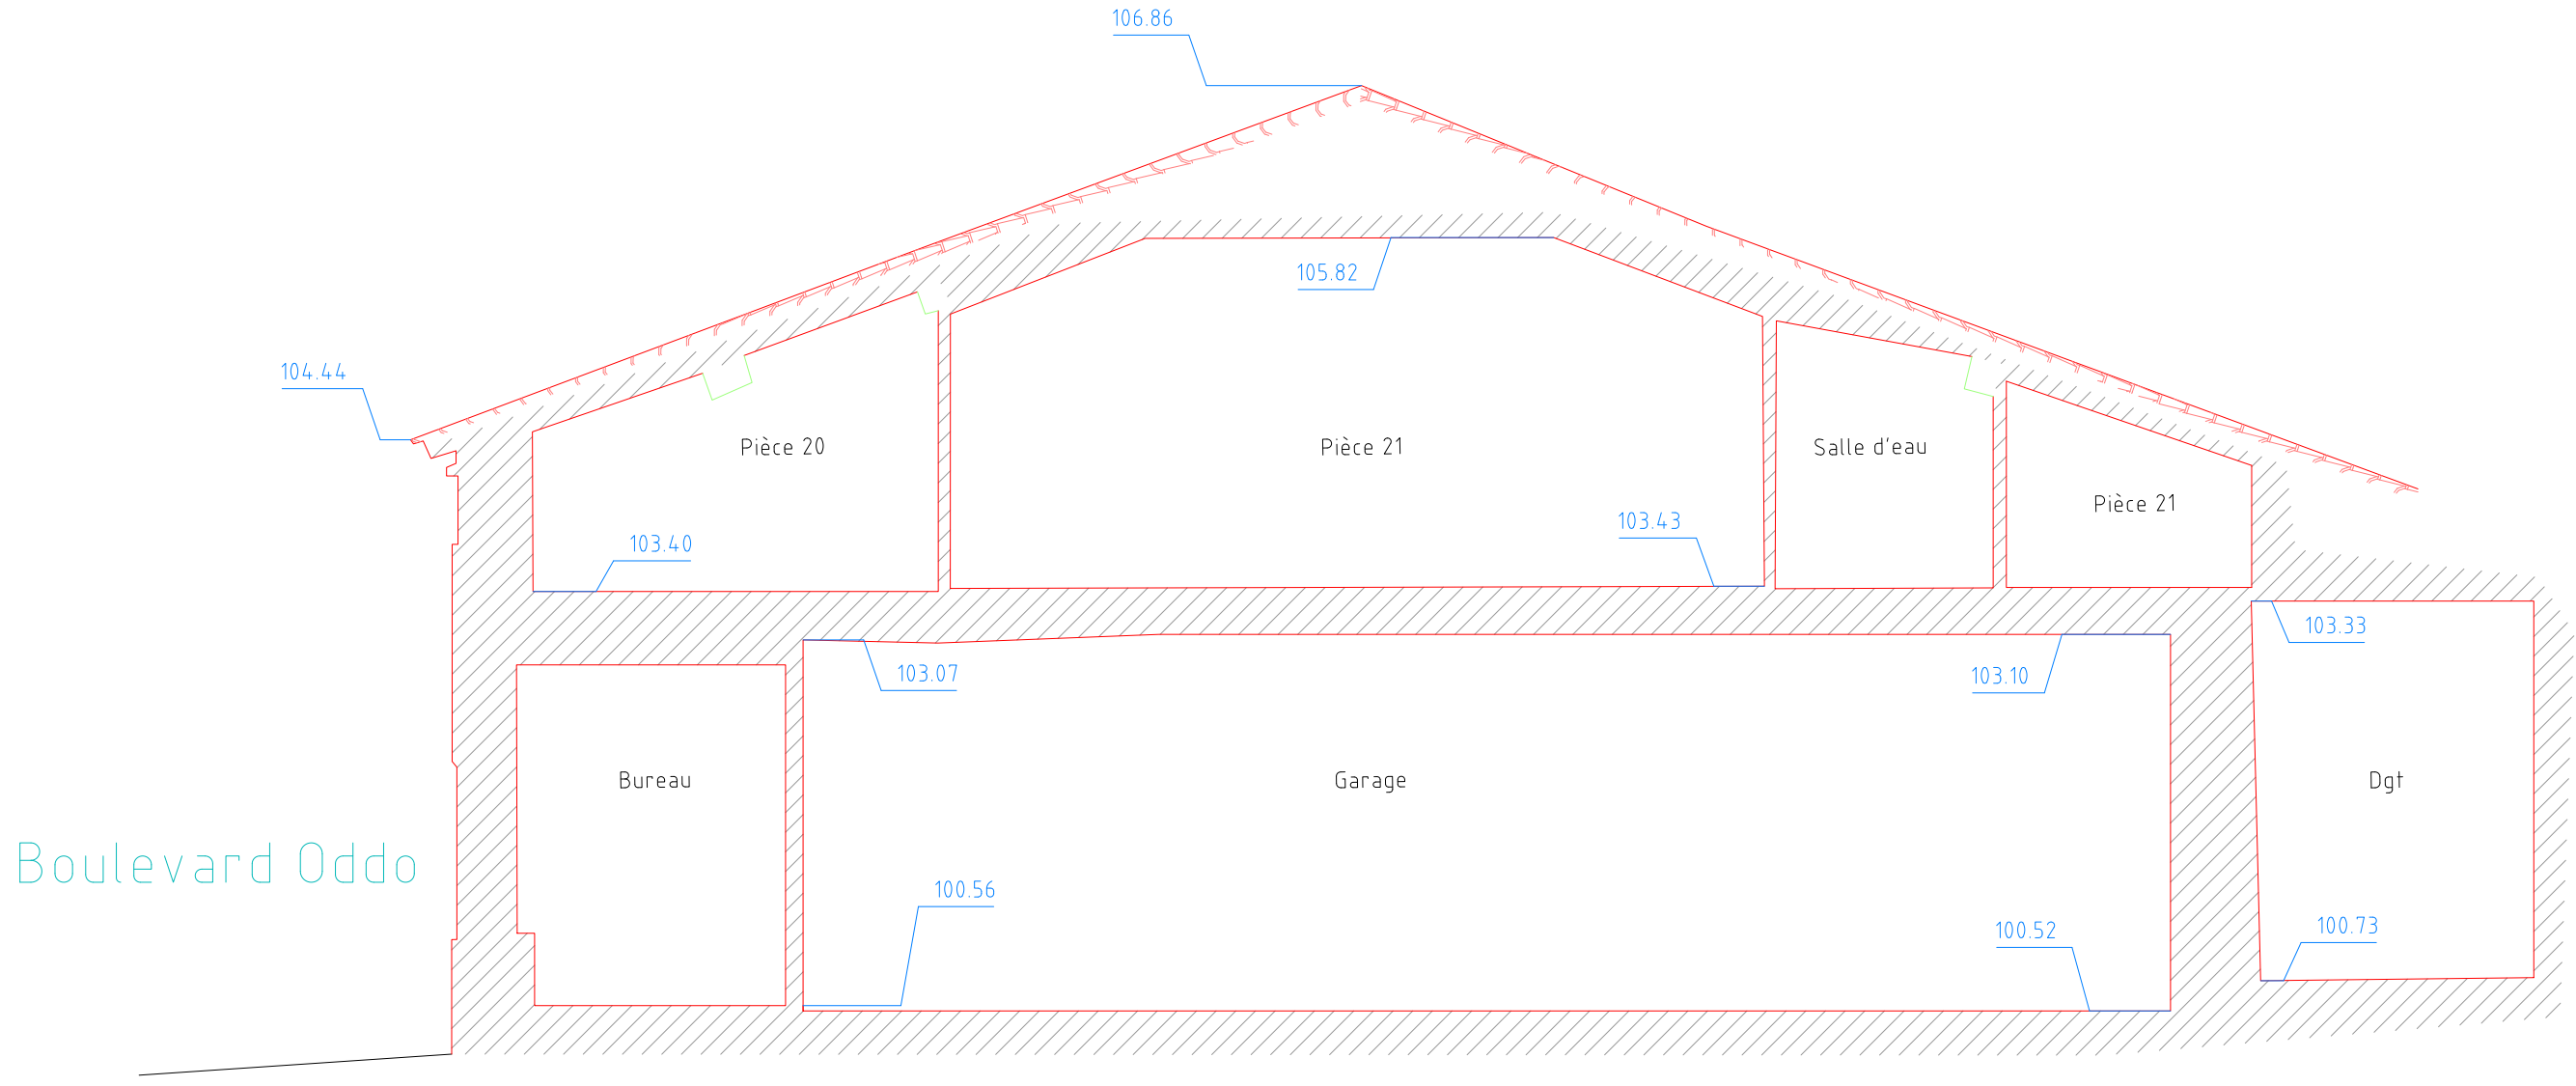 106.86
105.82
104.44
Pièce 20
Pièce 21
Salle d'eau
Pièce 21
103.43
103.40
103.33
103.07
103.10
Bureau
Garage
Dgt
Boulevard Oddo
100.56
100.73
100.52